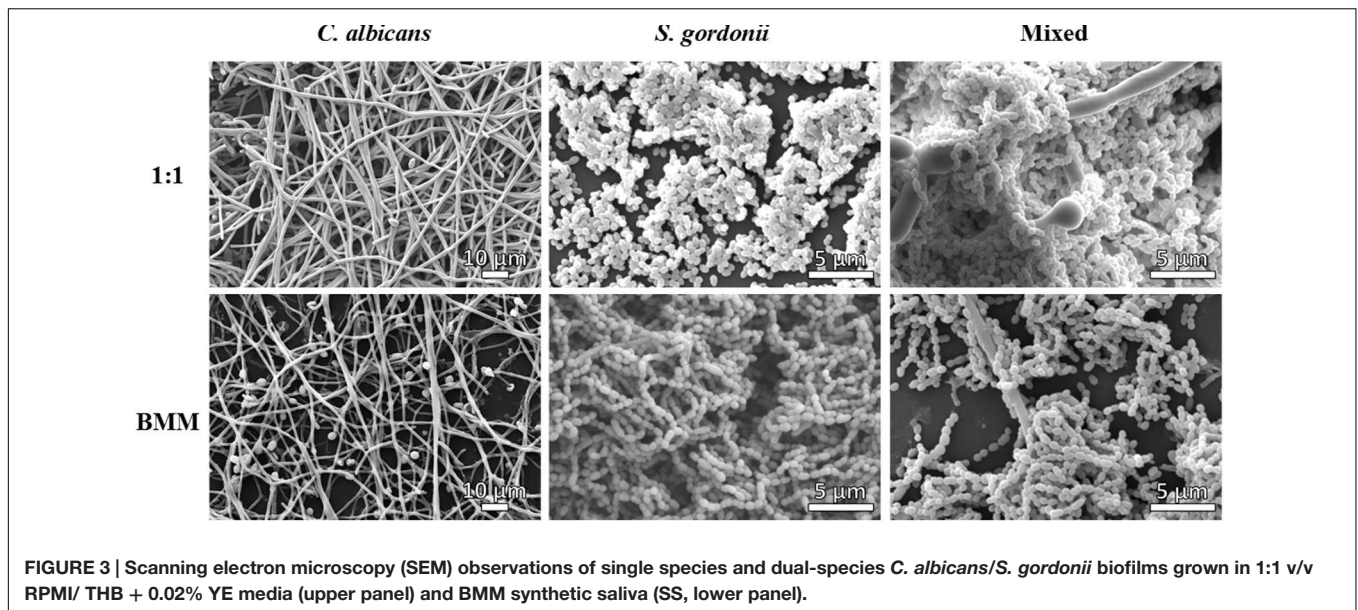 C. albicans S. gordonii Mixed
1:1
10 µm 5 µm 5 µm
BMM
10 µm 5 µm 5 µm
FIGURE 3 | Scanning electron microscopy (SEM) observations of single species and dual-species C. albicans/S. gordonii biofilms grown in 1:1 v/v
RPMI/ THB + 0.02% YE media (upper panel) and BMM synthetic saliva (SS, lower panel).